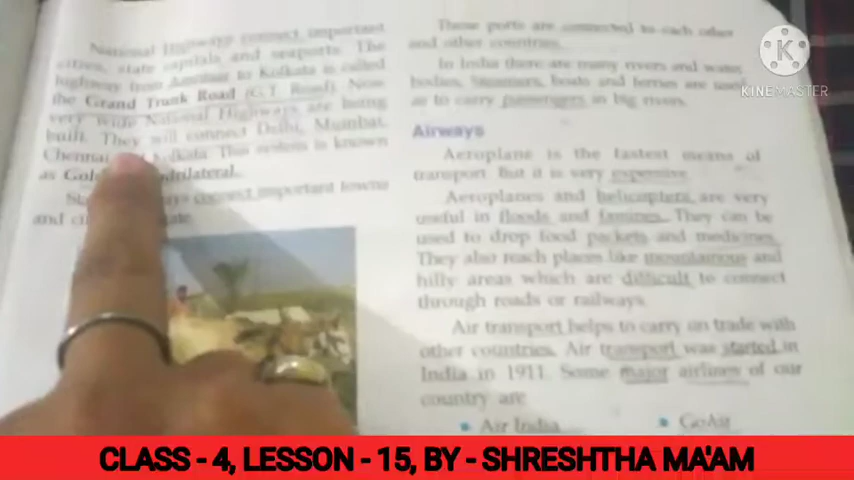 National Highways connect important
cities, state capitals and seaports. The
highway from Amritsar to Kolkata is called
the Grand Trunk Road (G.T. Road). Now
very wide National Highways are being
built. They will connect Delhi, Mumbai,
Chennai Kolkata. This system is known
as
connect important towns
and
These ports are connected to each other
and other countries.
In India there are many rivers and water
bodies. Steamers, boats and ferries are used
to carry passengers in big rivers.
Airways
Aeroplane is the fastest means of
transport. But it is very expensive.
Aeroplanes and helicopters are very
useful in floods and famines. They can be
used to drop food packets and medicines.
They also reach places like mountainous and
hilly areas which are difficult to connect
through roads or railways.
Air transport helps to carry on trade with
other countries. Air transport was started in
India in 1911. Some major airlines of our
country are
• Air India
• GoAir
KINEMASTER
CLASS - 4, LESSON - 15, BY - SHRESHTHA MA'AM